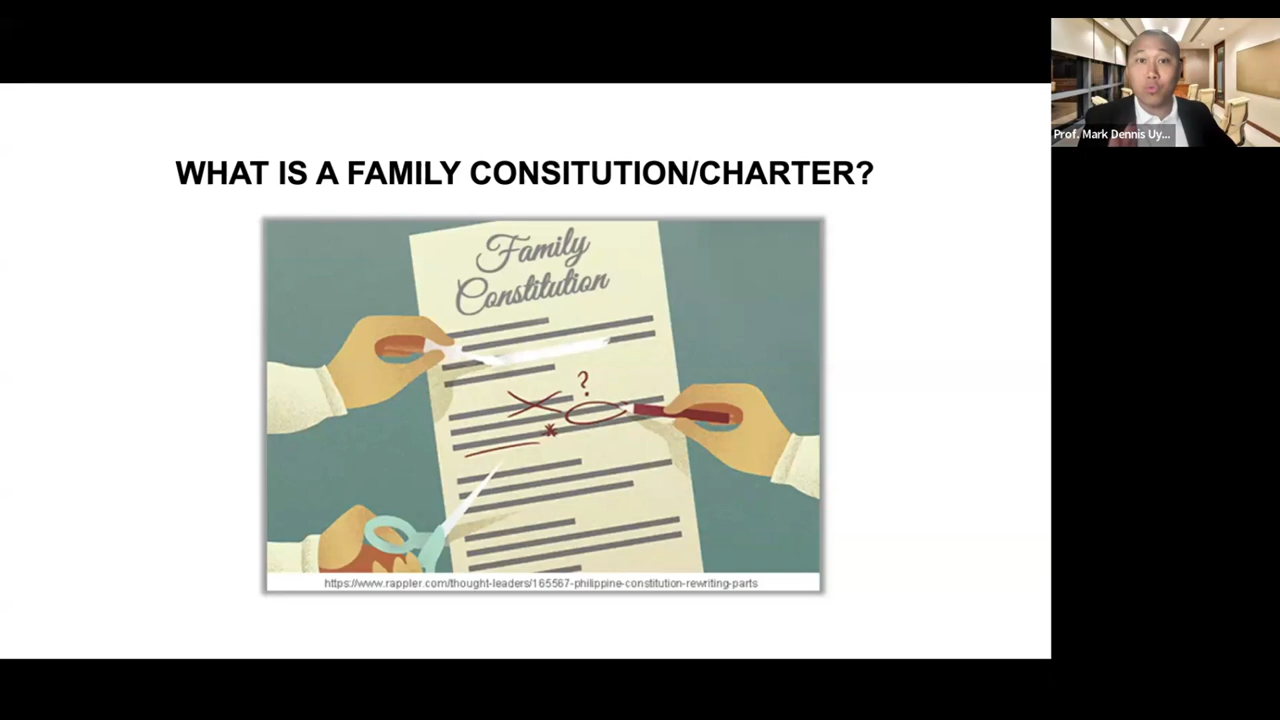 WHAT IS A FAMILY CONSITUTION/CHARTER?
Family
Constitution
?
https://www.rappler.com/thought-leaders/165567-philippine-constitution-rewriting-parts
Prof. Mark Dennis Uy...